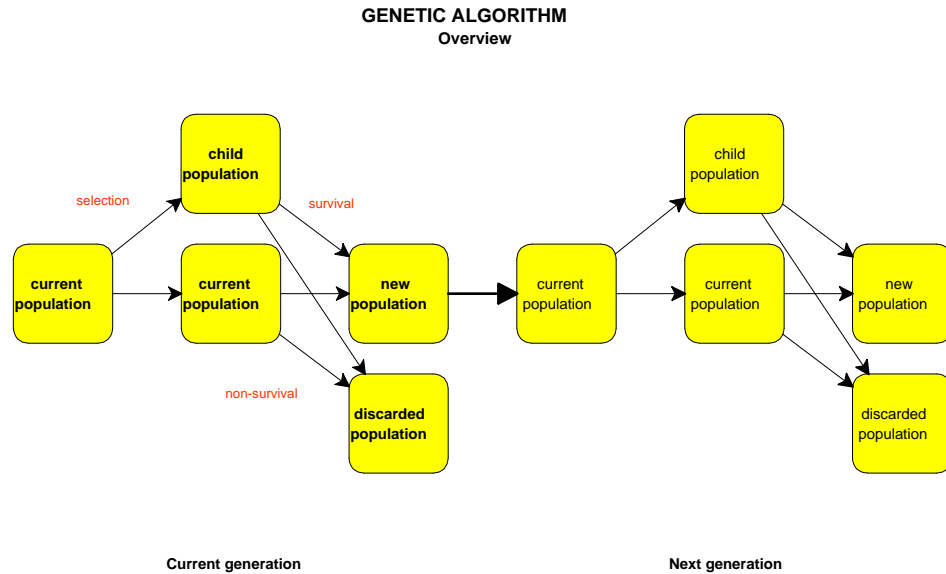 GENETIC ALGORITHM
Overview
child
population
child
population
selection
survival
current
population
current
population
new
population
current
population
current
population
new
population
non-survival
discarded
population
discarded
population
Current generation
Next generation